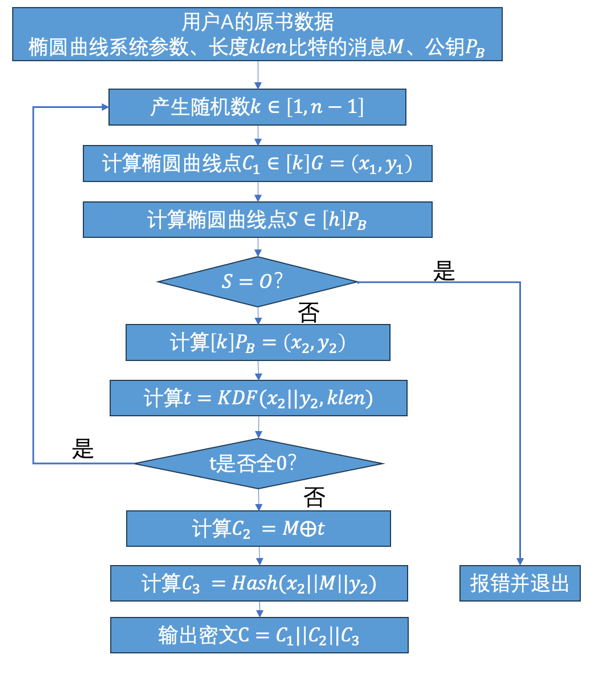 用户A的原书数据
椭圆曲线系统参数、长度klen比特的消息M、公钥P_B
产生随机数k ∈ [1, n − 1]
计算椭圆曲线点C_1 ∈ [k]G = (x_1, y_1)
计算椭圆曲线点S ∈ [h]P_B
S = O?
是
否
计算[k]P_B = (x_2, y_2)
计算t = KDF(x_2||y_2, klen)
是
t是否全0?
否
计算C_2 = M⊕t
计算C_3 = Hash(x_2||M||y_2)
报错并退出
输出密文C = C_1||C_2||C_3